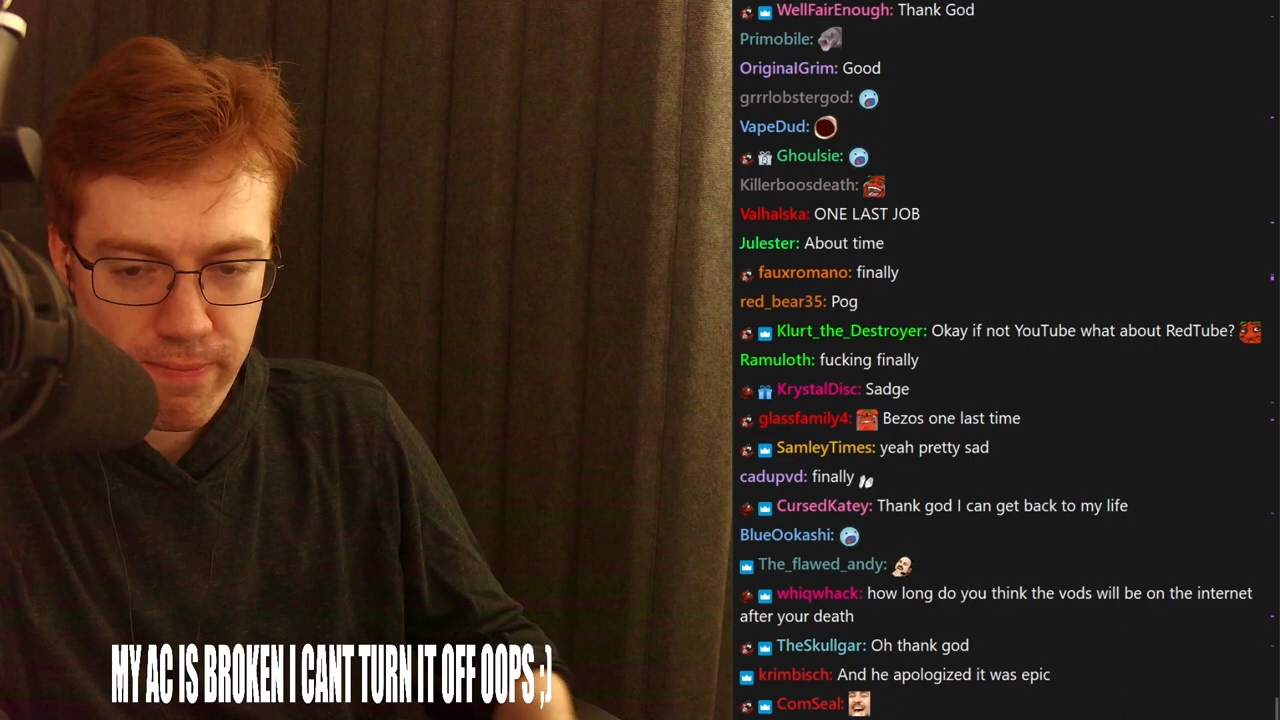 WellFairEnough: Thank God
Primobile:
OriginalGrim: Good
grrrlobstergod:
VapeDud:
Ghoulsie:
Killerboosdeath:
Valhalska: ONE LAST JOB
Julester: About time
fauxromano: finally
red_bear35: Pog
Klurt_the_Destroyer: Okay if not YouTube what about RedTube?
Ramuloth: fucking finally
KrystalDisc: Sadge
glassfamily4: Bezos one last time
SamleyTimes: yeah pretty sad
cadupvd: finally
CursedKatey: Thank god I can get back to my life
BlueOokashi:
The_flawed_andy:
whiqwhack: how long do you think the vods will be on the internet
after your death
TheSkullgar: Oh thank god
krimbisch: And he apologized it was epic
ComSeal:
MY AC IS BROKEN I CANT TURN IT OFF OOPS ;)